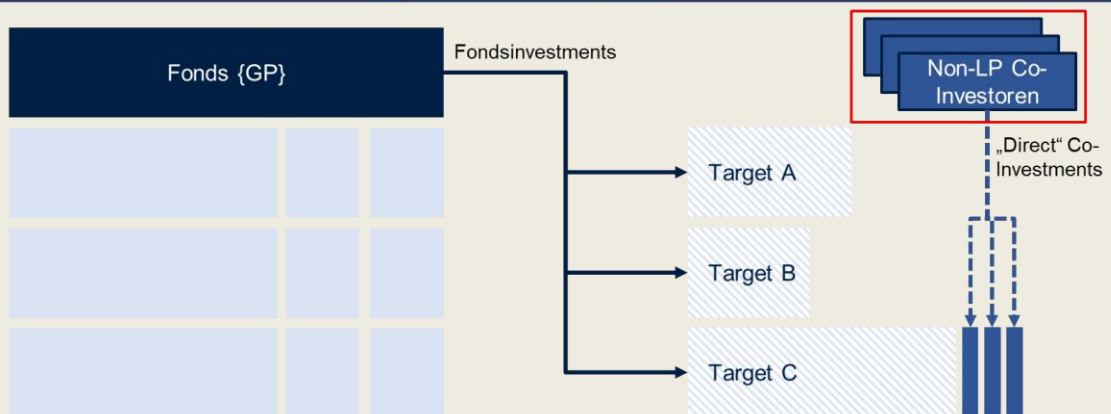 Fonds {GP}
Fondsinvestments
Non-LP Co-
Investoren
„Direct“ Co-
Investments
Target A
Target B
Target C